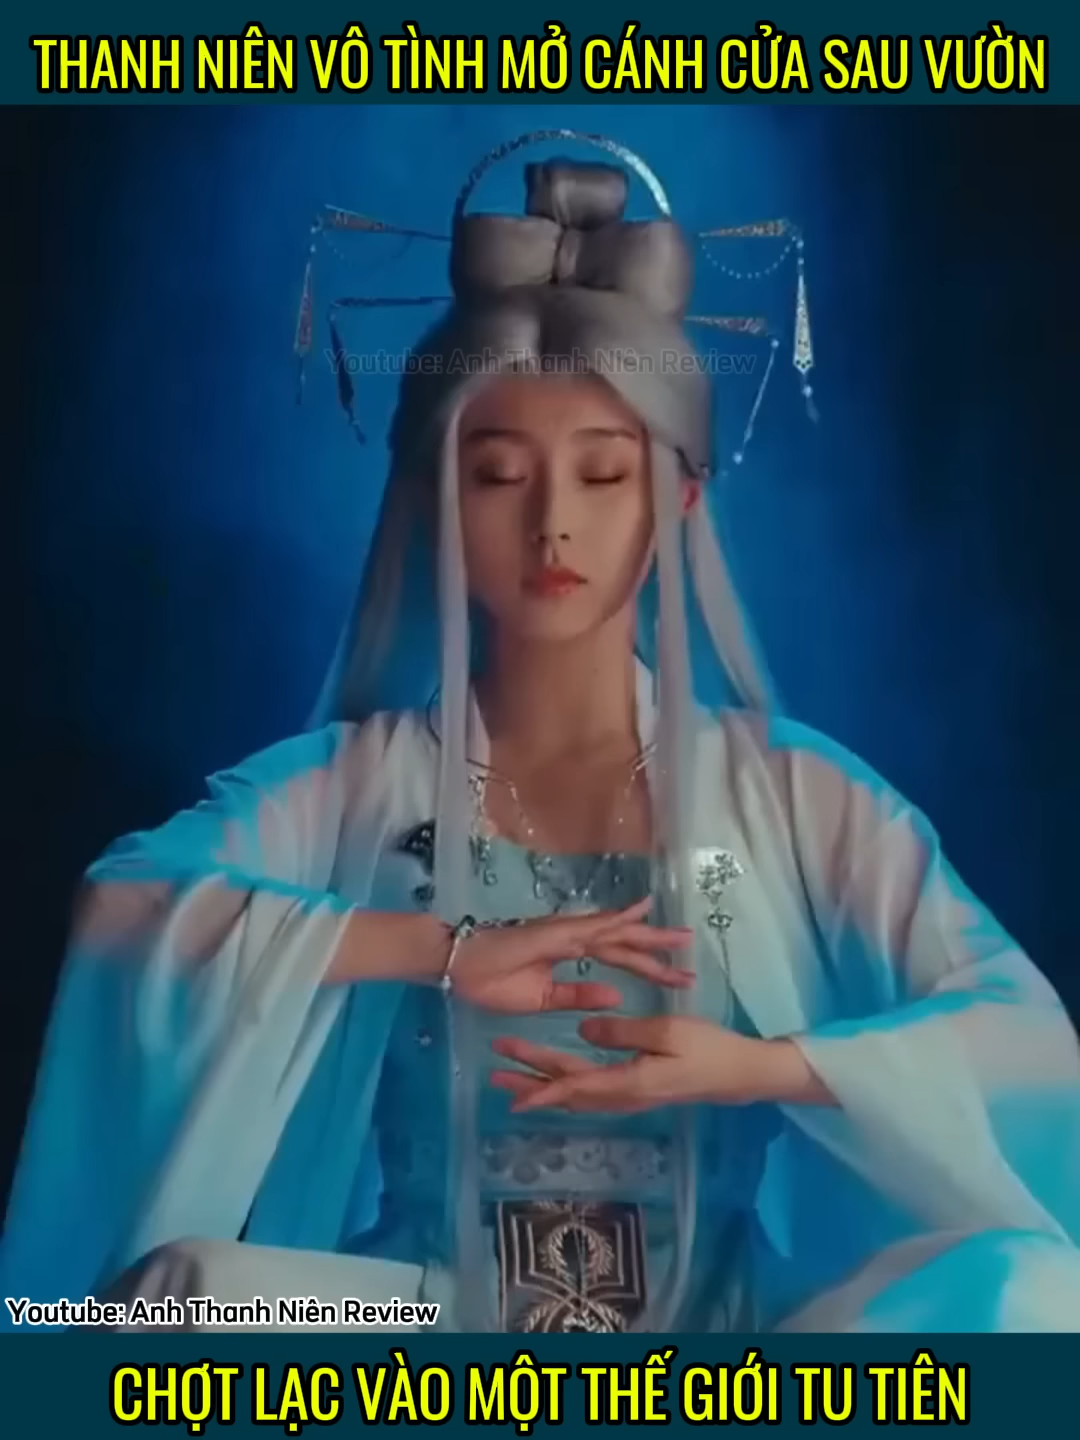 THANH NIÊN VÔ TÌNH MỞ CÁNH CỬA SAU VƯỜN
Youtube: Anh Thanh Niên Review
Youtube: Anh Thanh Niên Review
CHỢT LẠC VÀO MỘT THẾ GIỚI TU TIÊN